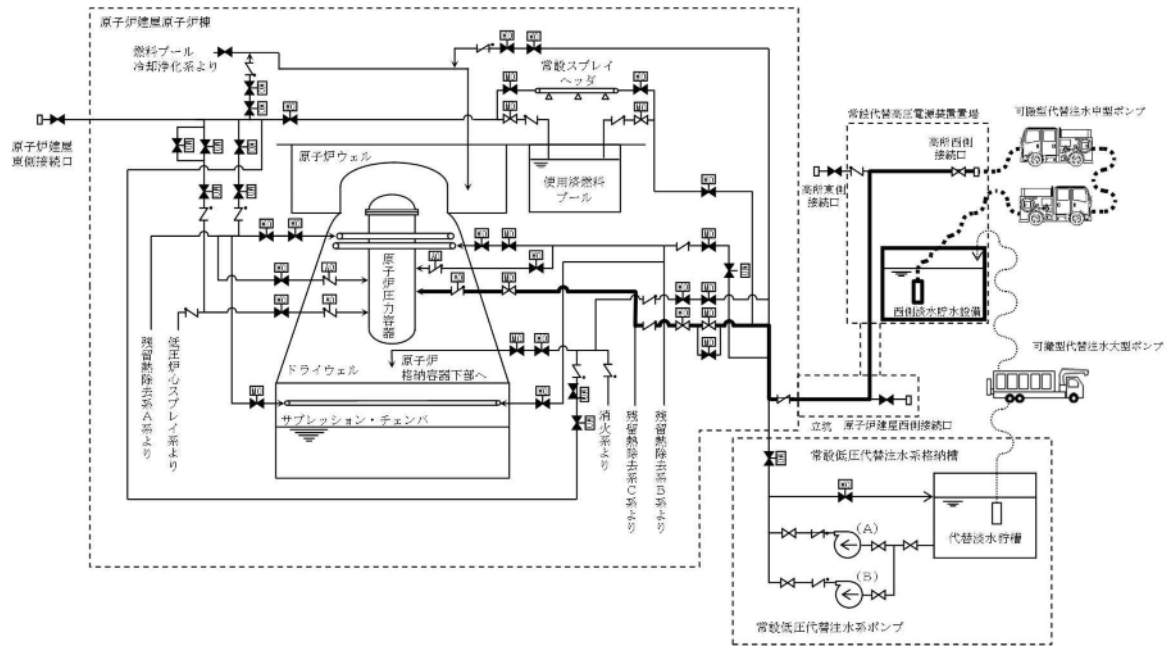 原子炉建屋原子炉棟
燃料プール
冷却浄化系より
常設スプレイ
ヘッダ
原子炉建屋
東側接続口
原子炉ウェル
使用済燃料
プール
原子炉圧力容器
常設代替高圧電源装置置場
可搬型代替注水中型ポンプ
高所西側
接続口
高所東側
接続口
西側淡水貯水設備
可搬型代替注水大型ポンプ
原子炉
格納容器下部へ
ドライウェル
サプレッション・チェンバ
残留熱除去系A系より
低圧炉心スプレイ系より
消火系より
残留熱除去系C系より
残留熱除去系B系より
立坑
原子炉建屋西側接続口
常設低圧代替注水系格納槽
代替淡水貯槽
(A)
(B)
常設低圧代替注水系ポンプ